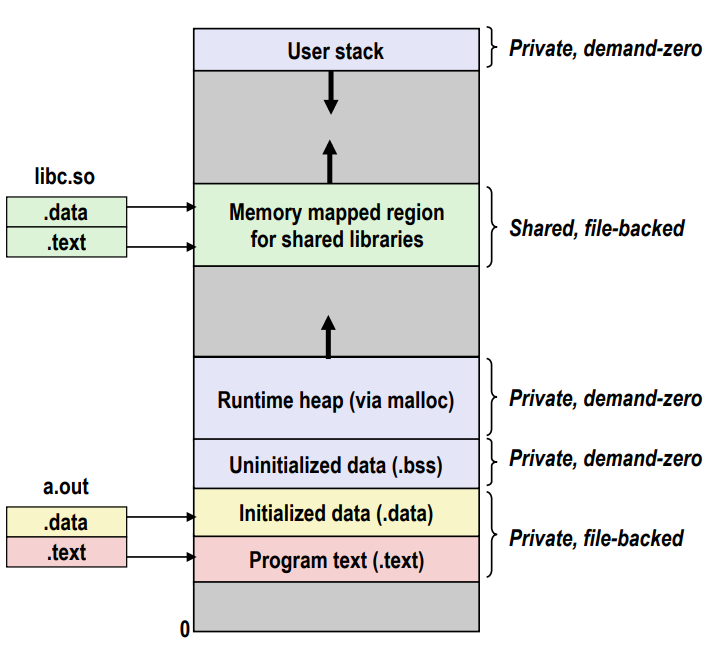 User stack
Private, demand-zero
libc.so
.data
.text
Memory mapped region
for shared libraries
Shared, file-backed
Runtime heap (via malloc)
Private, demand-zero
Uninitialized data (.bss)
Private, demand-zero
a.out
.data
.text
Initialized data (.data)
Program text (.text)
Private, file-backed
0